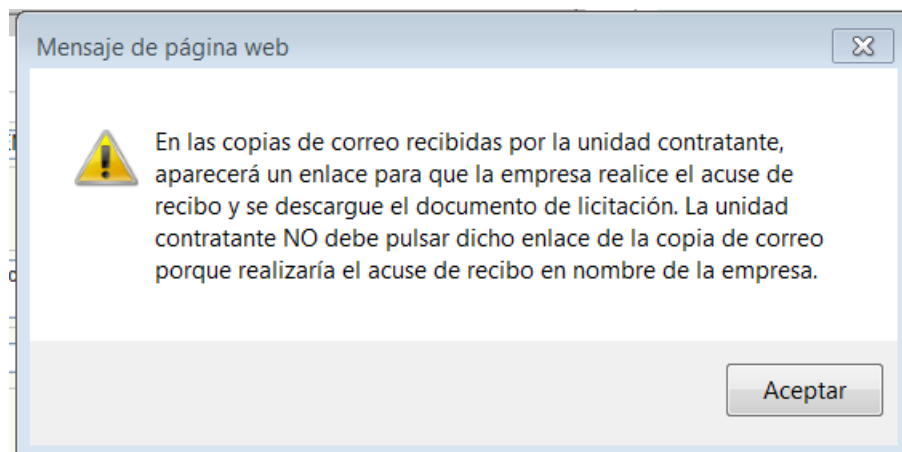 Mensaje de página web
En las copias de correo recibidas por la unidad contratante,
aparecerá un enlace para que la empresa realice el acuse de
recibo y se descargue el documento de licitación. La unidad
contratante NO debe pulsar dicho enlace de la copia de correo
porque realizaría el acuse de recibo en nombre de la empresa.
Aceptar